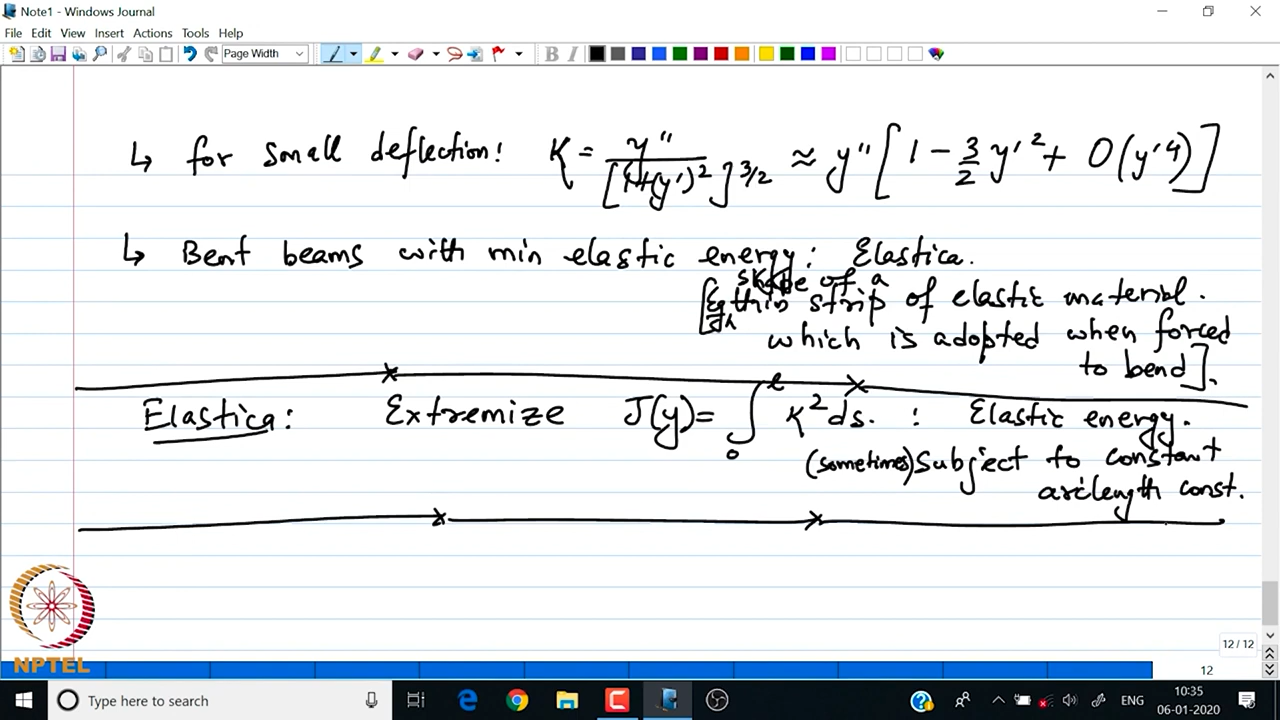 Note1 - Windows Journal
File Edit View Insert Actions Tools Help
Page Width
B I
↳ for small deflection: K = y'' / [1+(y')^2]^{3/2} ≈ y'' [1 - 3/2 y'^2 + O(y'^4)]
↳ Bent beams with min elastic energy: Elastica.
shape of a
thin strip of elastic material.
which is adopted when forced
to bend].
Elastica: Extremize J(y) = ∫_0^l K^2 ds. : Elastic energy.
(sometimes) Subject to constant
arclength const.
NPTEL
12 / 12
12
Type here to search
ENG
10:35
06-01-2020